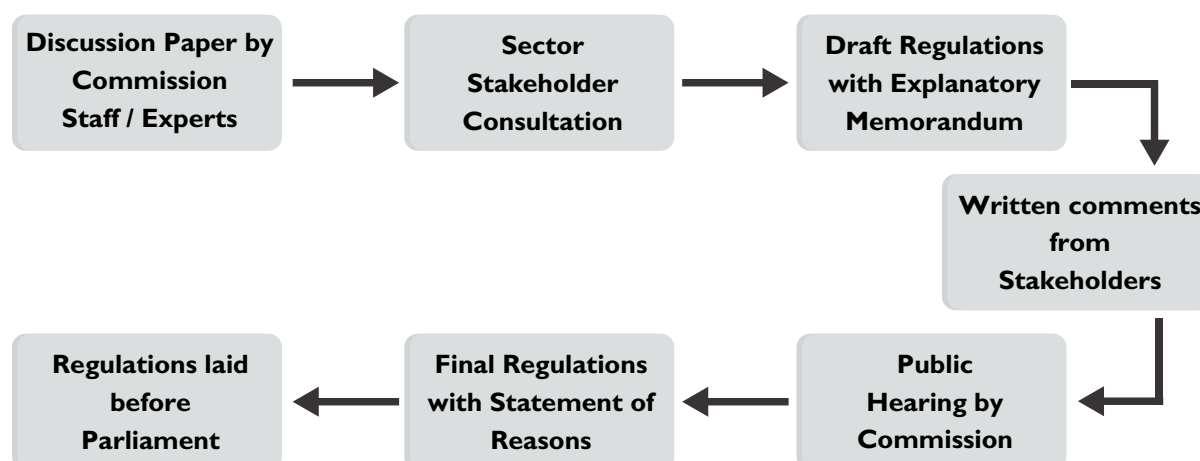 Discussion Paper by
Commission
Staff / Experts
Sector
Stakeholder
Consultation
Draft Regulations
with Explanatory
Memorandum
Written comments
from
Stakeholders
Public
Hearing by
Commission
Final Regulations
with Statement of
Reasons
Regulations laid
before
Parliament